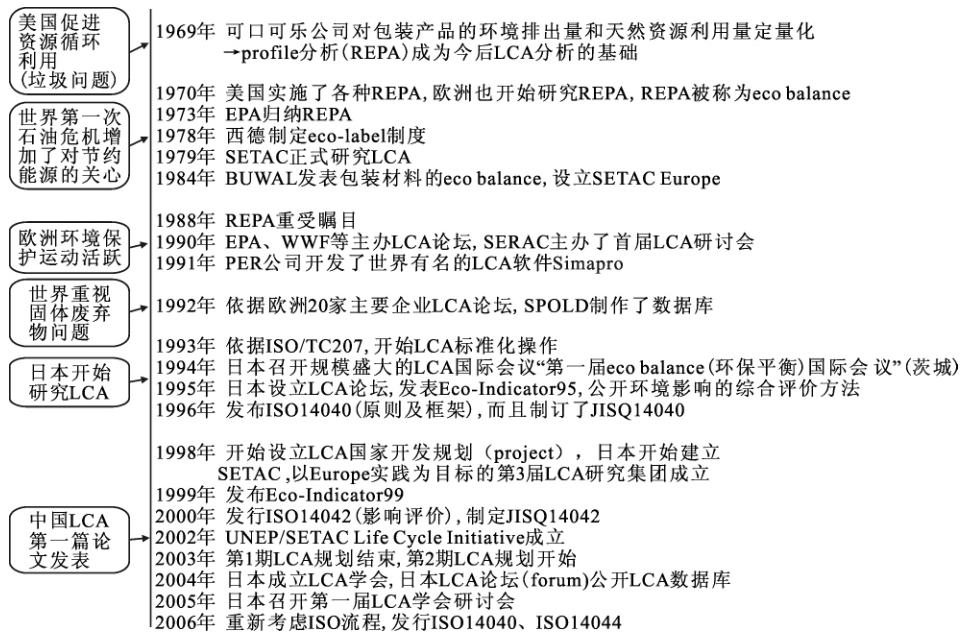 美国促进
资源循环
利用
(垃圾问题)
1969年 可口可乐公司对包装产品的环境排出量和天然资源利用量定量化
→profile分析(REPA)成为今后LCA分析的基础
1970年 美国实施了各种REPA,欧洲也开始研究REPA, REPA被称为eco balance
世界第一次
石油危机增
加了对节约
能源的关心
1973年 EPA归纳REPA
1978年 西德制定eco-label制度
1979年 SETAC正式研究LCA
1984年 BUWAL发表包装材料的eco balance,设立SETAC Europe
欧洲环境保
护运动活跃
1988年 REPA重受瞩目
1990年 EPA、WWF等主办LCA论坛, SERAC主办了首届LCA研讨会
1991年 PER公司开发了世界有名的LCA软件Simapro
世界重视
固体废弃
物问题
1992年 依据欧洲20家主要企业LCA论坛, SPOLD制作了数据库
1993年 依据ISO/TC207,开始LCA标准化操作
日本开始
研究LCA
1994年 日本召开规模盛大的LCA国际会议“第一届eco balance(环保平衡)国际会议”(茨城)
1995年 日本设立LCA论坛,发表Eco-Indicator95,公开环境影响的综合评价方法
1996年 发布ISO14040(原则及框架),而且制订了JISQ14040
1998年 开始设立LCA国家开发规划（project），日本开始建立
SETAC,以Europe实践为目标的第3届LCA研究集团成立
1999年 发布Eco-Indicator99
中国LCA
第一篇论
文发表
2000年 发行ISO14042(影响评价),制定JISQ14042
2002年 UNEP/SETAC Life Cycle Initiative成立
2003年 第1期LCA规划结束,第2期LCA规划开始
2004年 日本成立LCA学会,日本LCA论坛(forum)公开LCA数据库
2005年 日本召开第一届LCA学会研讨会
2006年 重新考虑ISO流程,发行ISO14040、ISO14044